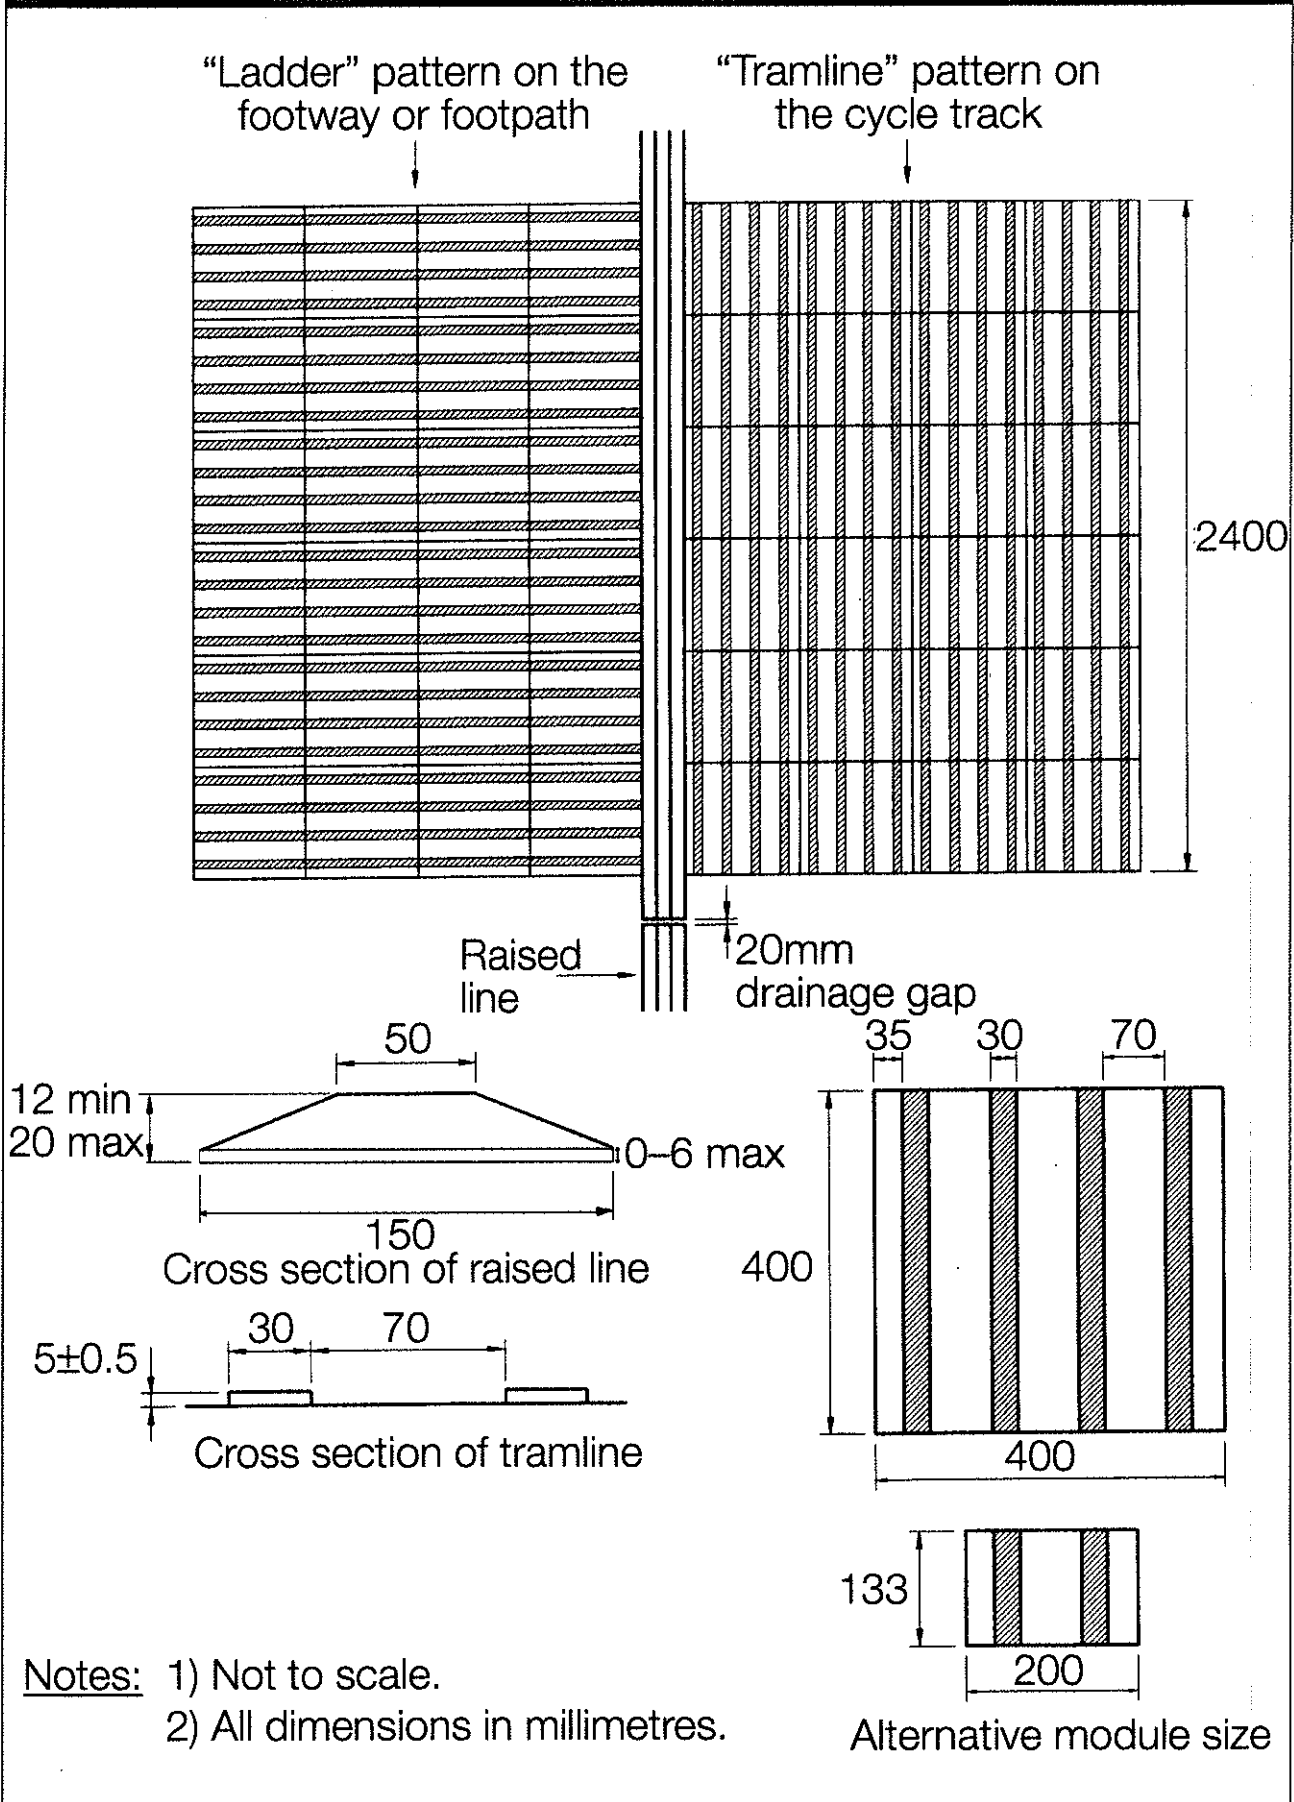 “Ladder” pattern on the
footway or footpath
“Tramline” pattern on
the cycle track
2400
Raised
line
20mm
drainage gap
50
12 min
20 max
0–6 max
150
Cross section of raised line
30
70
5±0.5
Cross section of tramline
35
30
70
400
400
133
200
Alternative module size
Notes: 1) Not to scale.
2) All dimensions in millimetres.